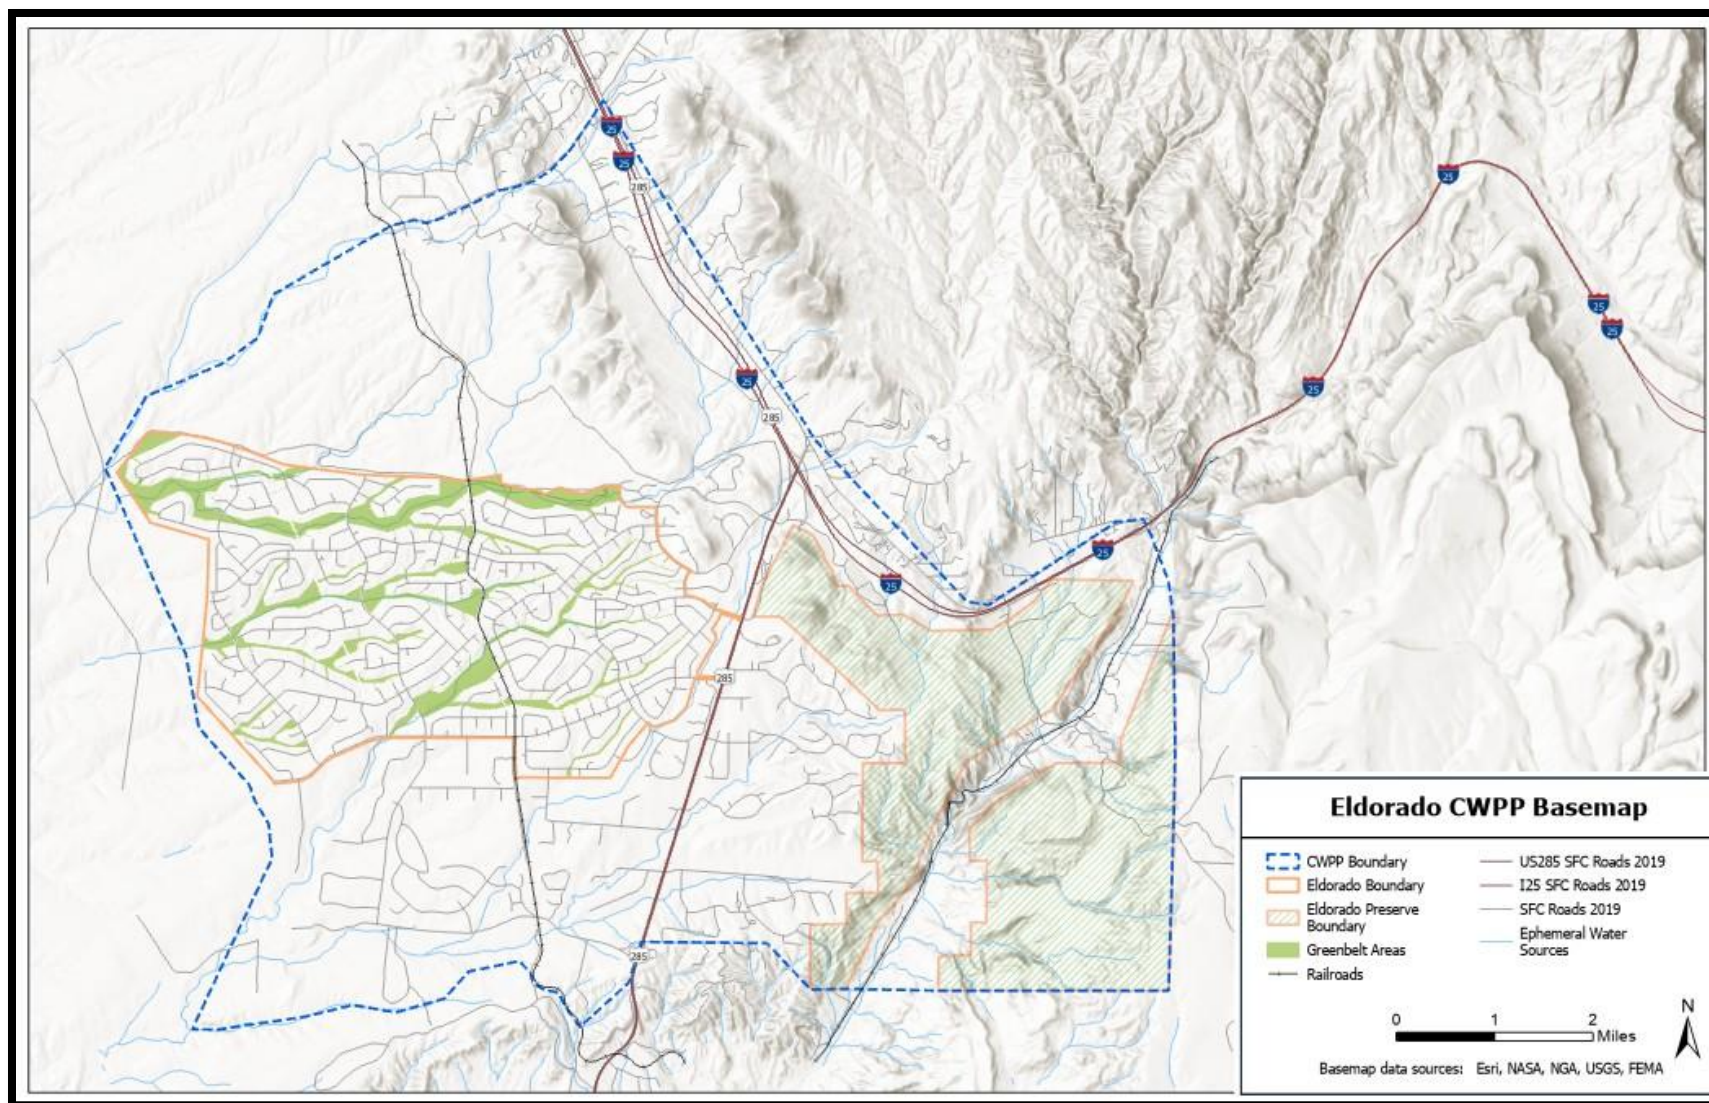 25
25
285
25
25
25
25
25
285
25
25
285
285
Eldorado CWPP Basemap
CWPP Boundary
Eldorado Boundary
Eldorado Preserve
Boundary
Greenbelt Areas
Railroads
US285 SFC Roads 2019
I25 SFC Roads 2019
SFC Roads 2019
Ephemeral Water
Sources
N
0 1 2
Miles
Basemap data sources: Esri, NASA, NGA, USGS, FEMA